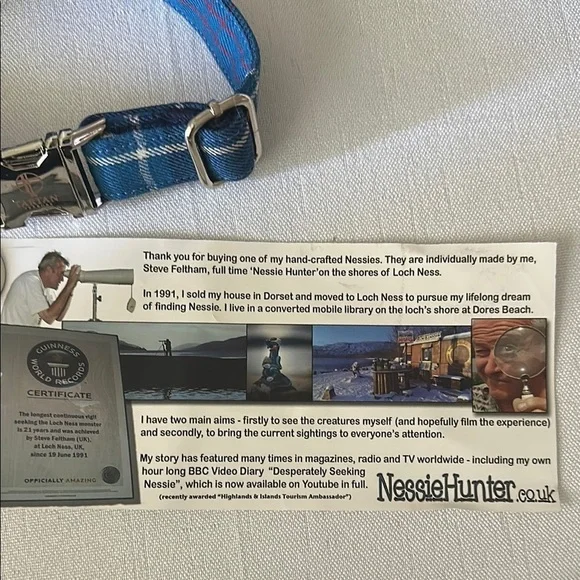 TARTAN
Thank you for buying one of my hand-crafted Nessies. They are individually made by me,
Steve Feltham, full time 'Nessie Hunter'on the shores of Loch Ness.
In 1991, I sold my house in Dorset and moved to Loch Ness to pursue my lifelong dream
of finding Nessie. I live in a converted mobile library on the loch's shore at Dores Beach.
GUINNESS
WORLD RECORDS
CERTIFICATE
The longest continuous vigil
seeking the Loch Ness monster
is 21 years and was achieved
by Steve Feltham (UK),
at Loch Ness, UK,
since 19 June 1991
OFFICIALLY AMAZING
I have two main aims - firstly to see the creatures myself (and hopefully film the experience)
and secondly, to bring the current sightings to everyone's attention.
My story has featured many times in magazines, radio and TV worldwide - including my own
hour long BBC Video Diary "Desperately Seeking
Nessie", which is now available on Youtube in full.
(recently awarded "Highlands & Islands Tourism Ambassador")
NessieHunter.co.uk